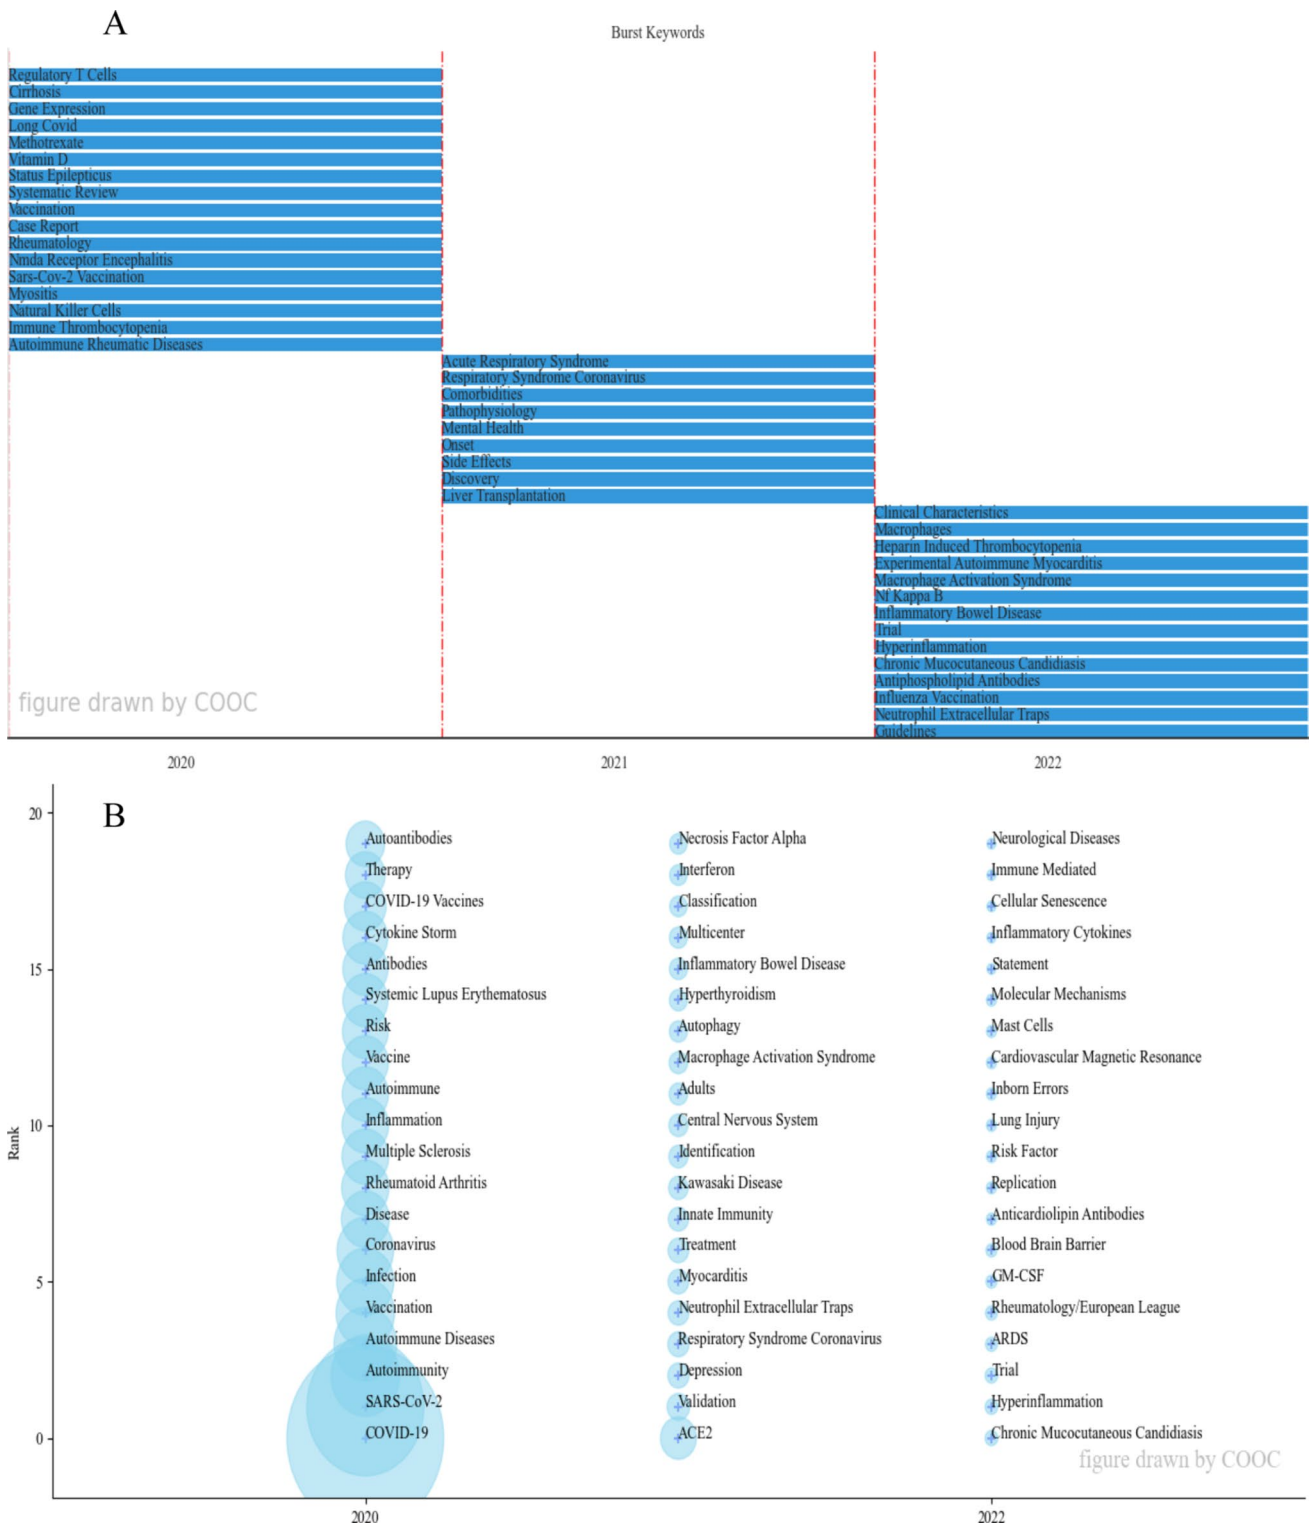 A
Burst Keywords
Regulatory T Cells
Cirrhosis
Gene Expression
Long Covid
Methotrexate
Vitamin D
Status Epilepticus
Systematic Review
Vaccination
Case Report
Rheumatology
Nmda Receptor Encephalitis
Sars-Cov-2 Vaccination
Myositis
Natural Killer Cells
Immune Thrombocytopenia
Autoimmune Rheumatic Diseases
Acute Respiratory Syndrome
Respiratory Syndrome Coronavirus
Comorbidities
Pathophysiology
Mental Health
Onset
Side Effects
Discovery
Liver Transplantation
Clinical Characteristics
Macrophages
Heparin Induced Thrombocytopenia
Experimental Autoimmune Myocarditis
Macrophage Activation Syndrome
Nf Kappa B
Inflammatory Bowel Disease
Trial
Hyperinflammation
Chronic Mucocutaneous Candidiasis
Antiphospholipid Antibodies
Influenza Vaccination
Neutrophil Extracellular Traps
Guidelines
figure drawn by COOC
2020 2021 2022
B
20
15
10
5
0
Rank
Autoantibodies Necrosis Factor Alpha Neurological Diseases
Therapy Interferon Immune Mediated
COVID-19 Vaccines Classification Cellular Senescence
Cytokine Storm Multicenter Inflammatory Cytokines
Antibodies Inflammatory Bowel Disease Statement
Systemic Lupus Erythematosus Hyperthyroidism Molecular Mechanisms
Risk Autophagy Mast Cells
Vaccine Macrophage Activation Syndrome Cardiovascular Magnetic Resonance
Autoimmune Adults Inborn Errors
Inflammation Central Nervous System Lung Injury
Multiple Sclerosis Identification Risk Factor
Rheumatoid Arthritis Kawasaki Disease Replication
Disease Innate Immunity Anticardiolipin Antibodies
Coronavirus Treatment Blood Brain Barrier
Infection Myocarditis GM-CSF
Vaccination Neutrophil Extracellular Traps Rheumatology/European League
Autoimmune Diseases Respiratory Syndrome Coronavirus ARDS
Autoimmunity Depression Trial
SARS-CoV-2 Validation Hyperinflammation
COVID-19 ACE2 Chronic Mucocutaneous Candidiasis
figure drawn by COOC
2020 2022